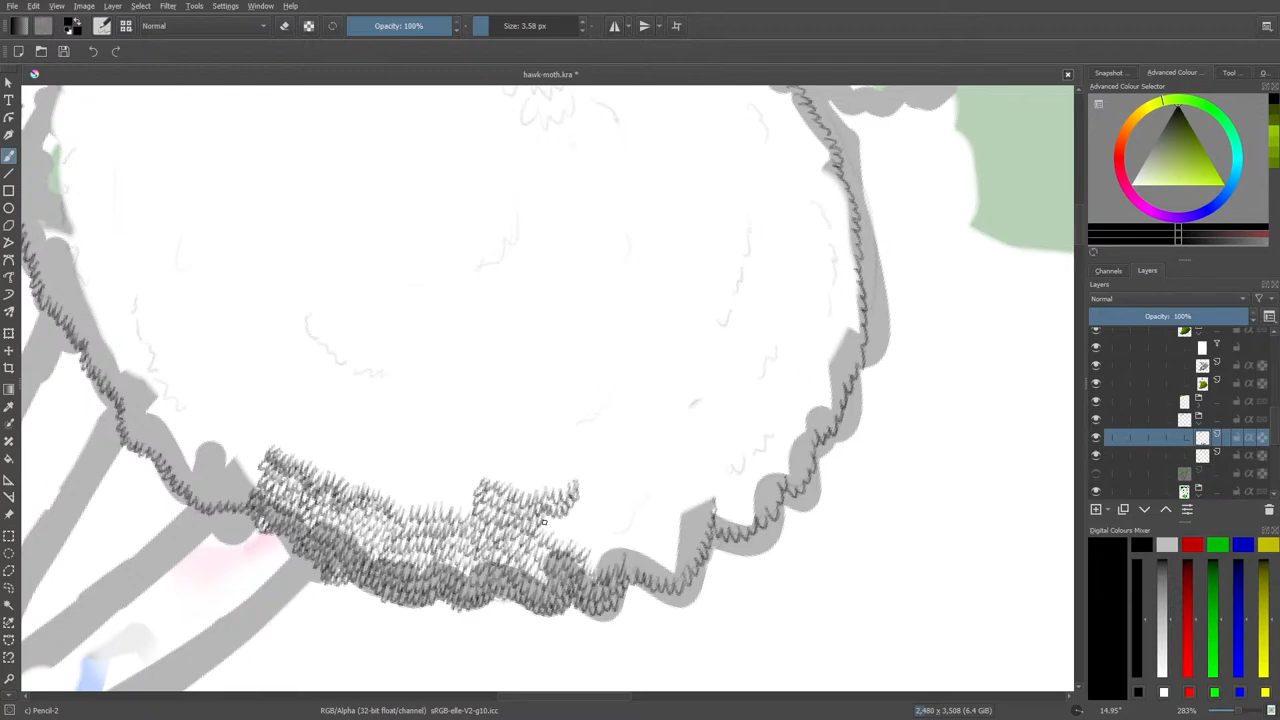 File Edit View Image Layer Select Filter Tools Settings Window Help
Normal Opacity: 100% Size: 3.58 px
hawk-moth.kra *
Snapshot ... Advanced Colour ... Tool ... O...
Advanced Colour Selector
Channels Layers
Layers
Normal
Opacity: 100%
Digital Colours Mixer
c) Pencil-2 RGB/Alpha (32-bit float/channel) sRGB-elle-V2-g10.icc 2,480 x 3,508 (6.4 GiB) 14.95° 283%